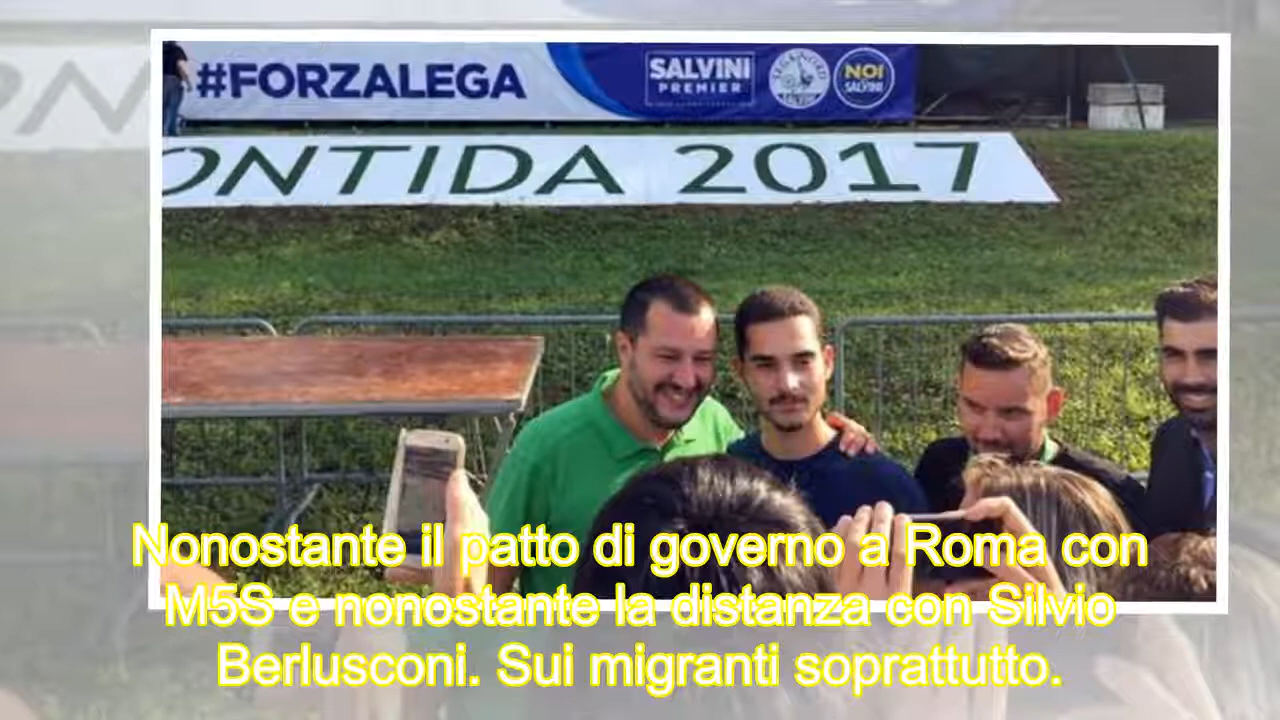 #FORZALEGA
SALVINI
PREMIER
NOI
SALVINI
ONTIDA 2017
Nonostante il patto di governo a Roma con
M5S e nonostante la distanza con Silvio
Berlusconi. Sui migranti soprattutto.